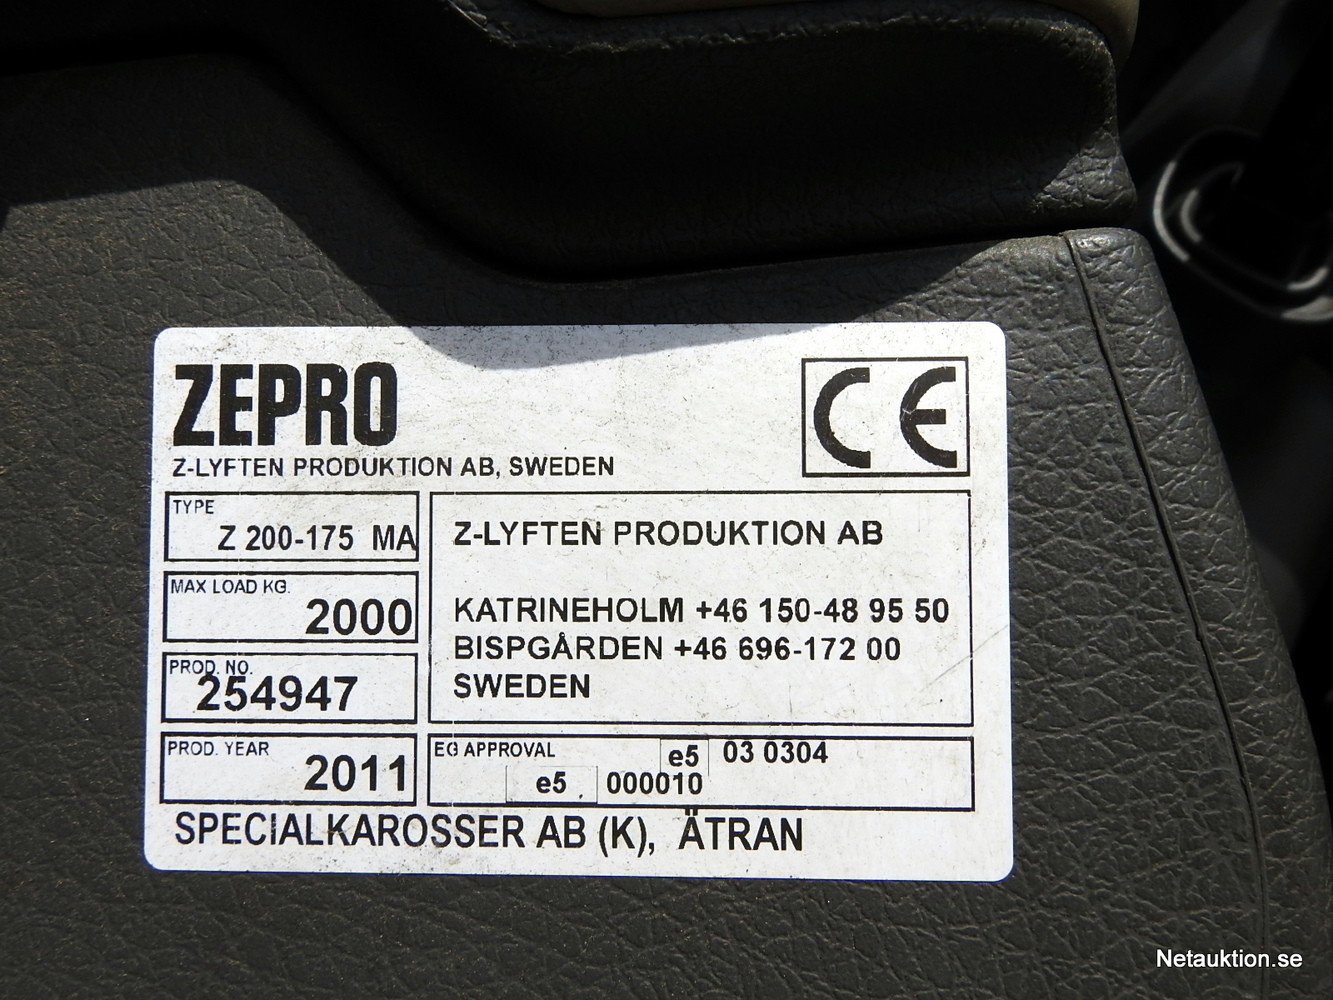 ZEPRO
CE
Z-LYFTEN PRODUKTION AB, SWEDEN
TYPE
Z 200-175 MA
MAX LOAD KG.
2000
PROD. NO.
254947
PROD. YEAR
2011
Z-LYFTEN PRODUKTION AB
KATRINEHOLM +46 150-48 95 50
BISPGÅRDEN +46 696-172 00
SWEDEN
EG APPROVAL e5 03 0304
e5 000010
SPECIALKAROSSER AB (K), ÄTRAN
Netauktion.se